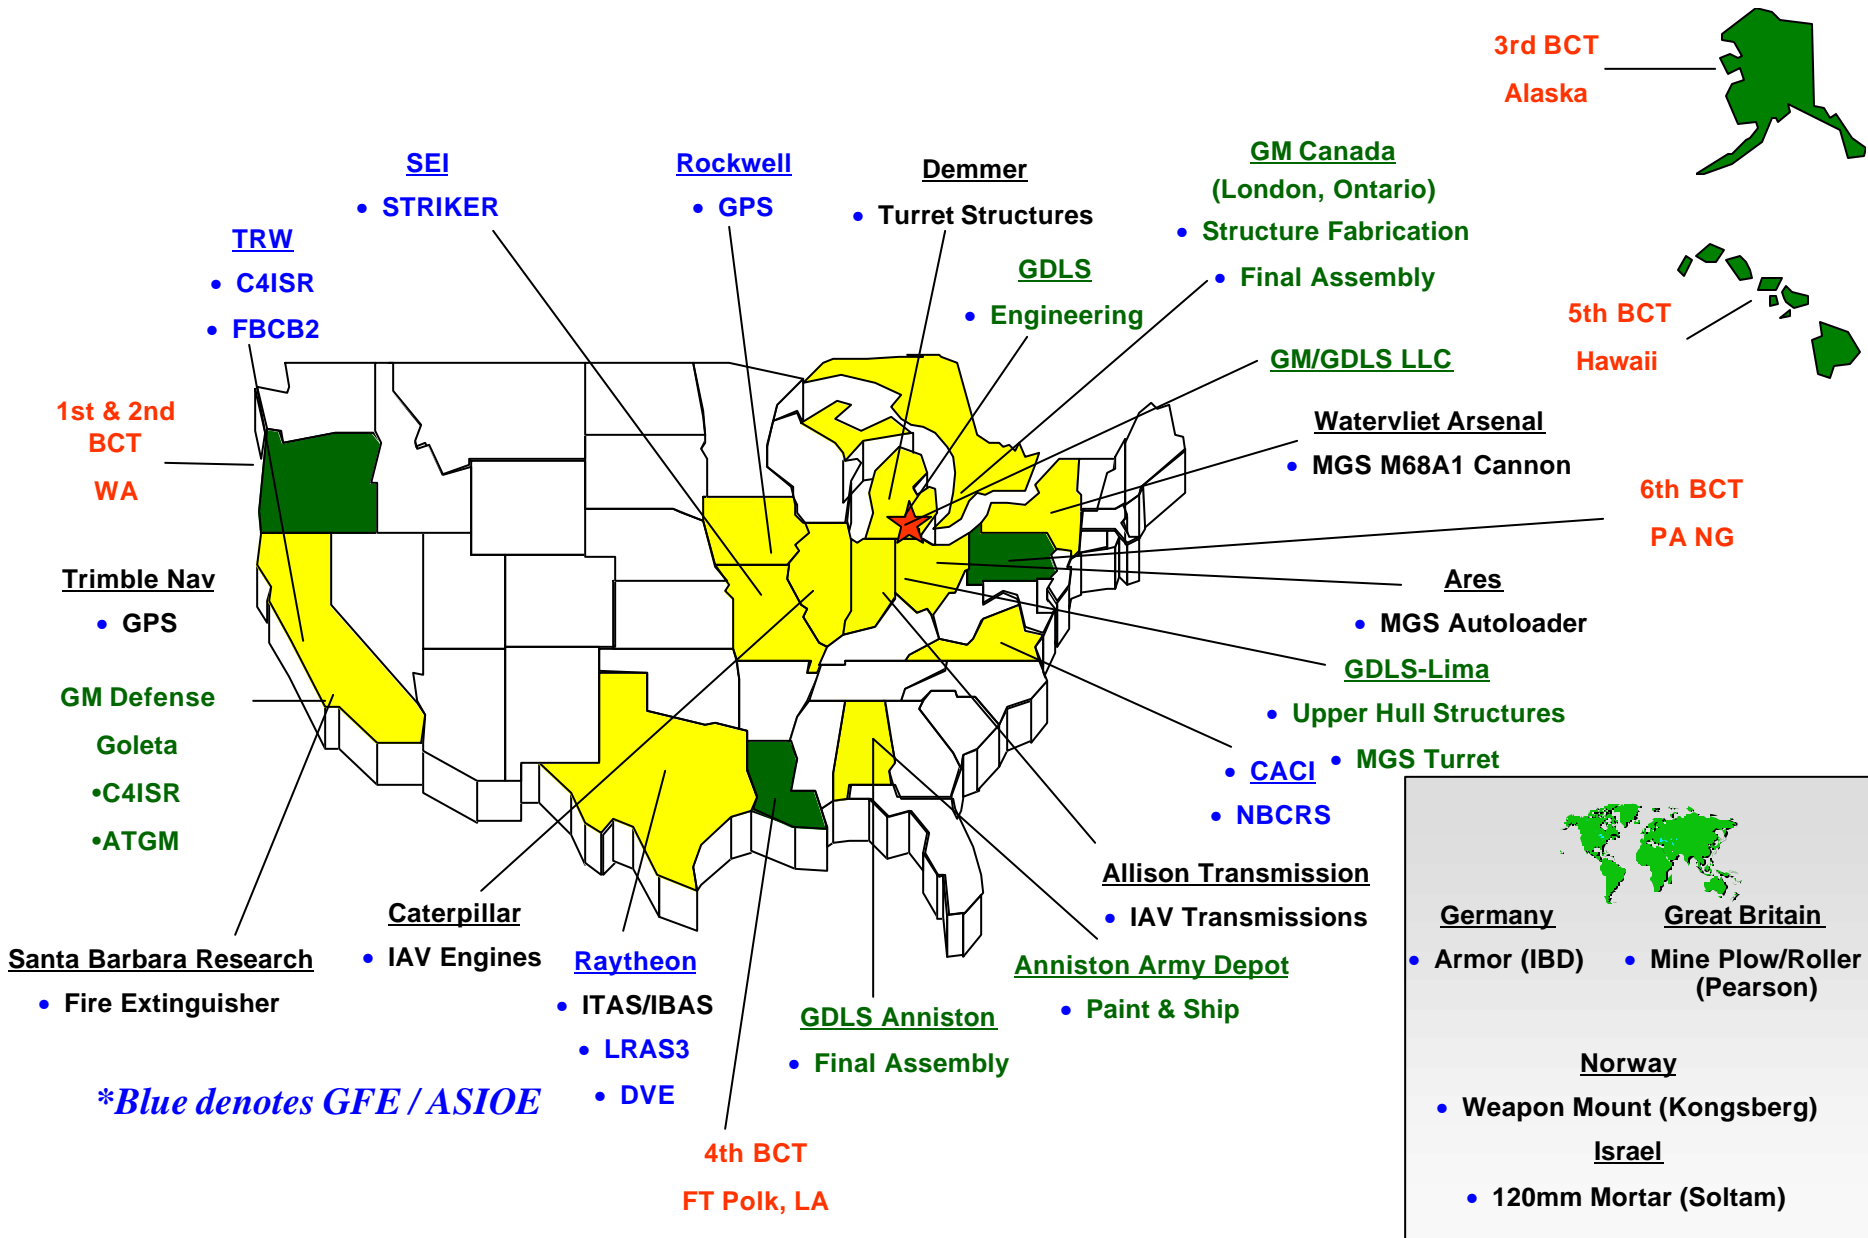 3rd BCT
Alaska
SEI
• STRIKER
Rockwell
• GPS
Demmer
• Turret Structures
GM Canada
(London, Ontario)
• Structure Fabrication
• Final Assembly
TRW
• C4ISR
• FBCB2
GDLS
• Engineering
5th BCT
Hawaii
GM/GDLS LLC
1st & 2nd
BCT
WA
Watervliet Arsenal
• MGS M68A1 Cannon
6th BCT
PA NG
Trimble Nav
• GPS
Ares
• MGS Autoloader
GM Defense
Goleta
•C4ISR
•ATGM
GDLS-Lima
• Upper Hull Structures
• MGS Turret
• CACI
• NBCRS
Allison Transmission
• IAV Transmissions
Caterpillar
• IAV Engines
Santa Barbara Research
• Fire Extinguisher
Raytheon
• ITAS/IBAS
• LRAS3
• DVE
Anniston Army Depot
• Paint & Ship
GDLS Anniston
• Final Assembly
*Blue denotes GFE / ASIOE
4th BCT
FT Polk, LA
Germany
• Armor (IBD)
Great Britain
• Mine Plow/Roller
(Pearson)
Norway
• Weapon Mount (Kongsberg)
Israel
• 120mm Mortar (Soltam)